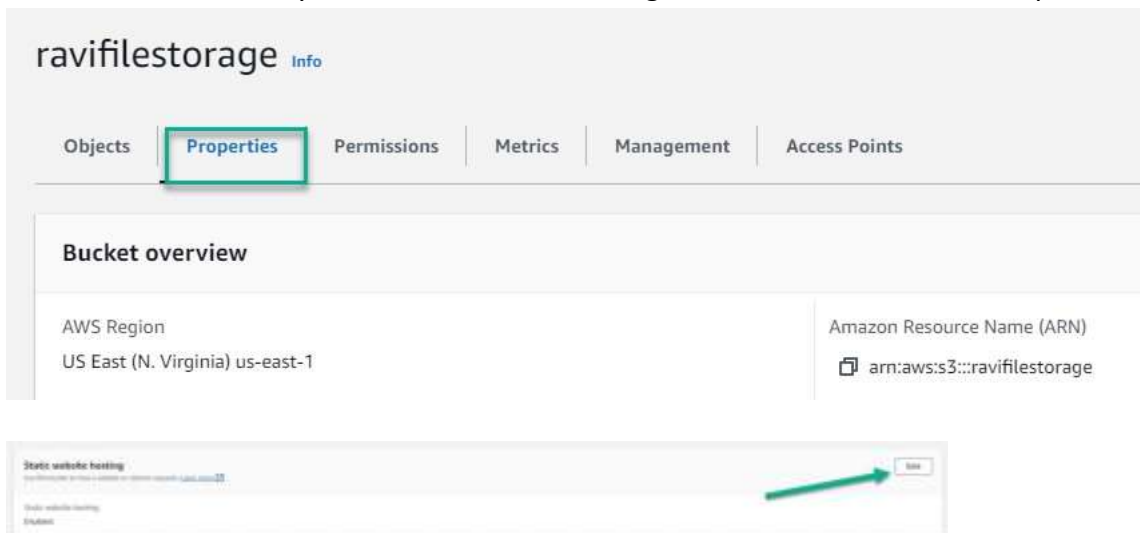 ravifilestorage Info
Objects Properties Permissions Metrics Management Access Points
Bucket overview
AWS Region
Amazon Resource Name (ARN)
US East (N. Virginia) us-east-1
arn:aws:s3:::ravifilestorage
Static website hosting
Static website hosting
Enabled